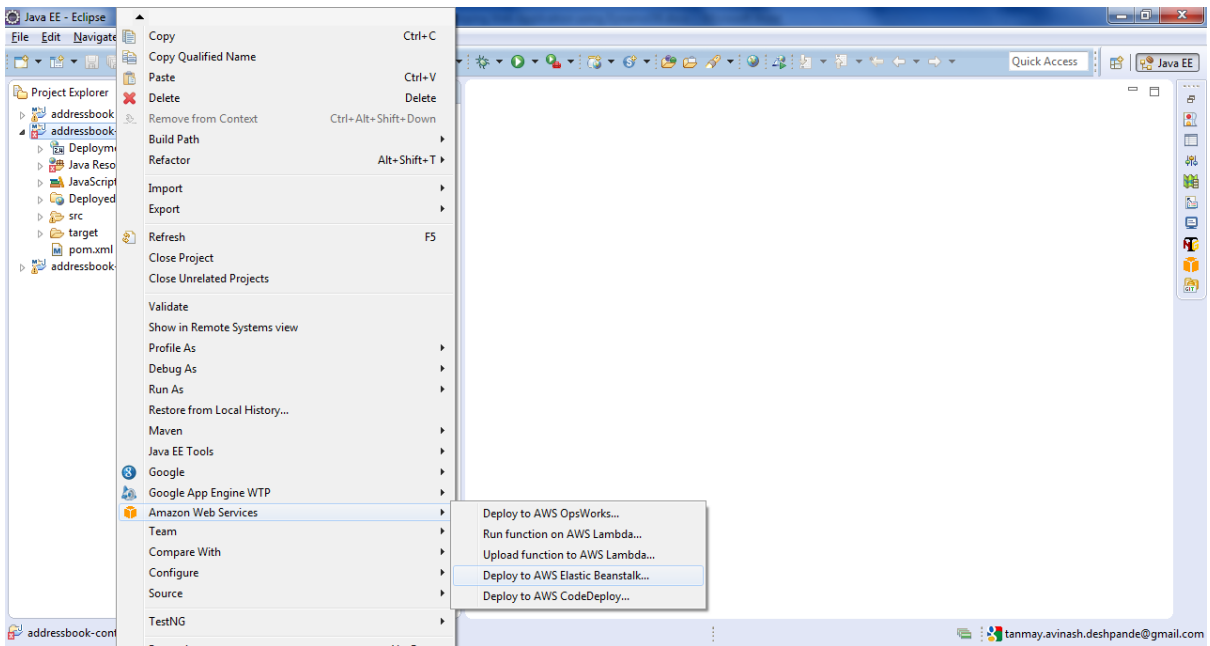 Java EE - Eclipse
File Edit Navigate
Quick Access
Java EE
Project Explorer
addressbook
addressbook-
Deployme
Java Reso
JavaScript
Deployed
src
target
pom.xml
addressbook-
Copy Ctrl+C
Copy Qualified Name
Paste Ctrl+V
Delete Delete
Remove from Context Ctrl+Alt+Shift+Down
Build Path
Refactor Alt+Shift+T
Import
Export
Refresh F5
Close Project
Close Unrelated Projects
Validate
Show in Remote Systems view
Profile As
Debug As
Run As
Restore from Local History...
Maven
Java EE Tools
Google
Google App Engine WTP
Amazon Web Services
Team
Compare With
Configure
Source
TestNG
Deploy to AWS OpsWorks...
Run function on AWS Lambda...
Upload function to AWS Lambda...
Deploy to AWS Elastic Beanstalk...
Deploy to AWS CodeDeploy...
addressbook-cont
tanmay.avinash.deshpande@gmail.com